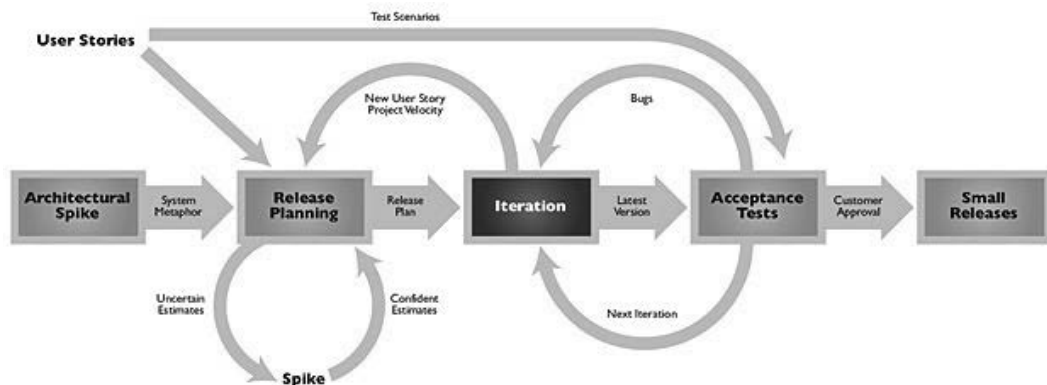 Test Scenarios
User Stories
New User Story
Project Velocity
Bugs
Architectural
Spike
System
Metaphor
Release
Planning
Release
Plan
Iteration
Latest
Version
Acceptance
Tests
Customer
Approval
Small
Releases
Uncertain
Estimates
Confident
Estimates
Next Iteration
Spike